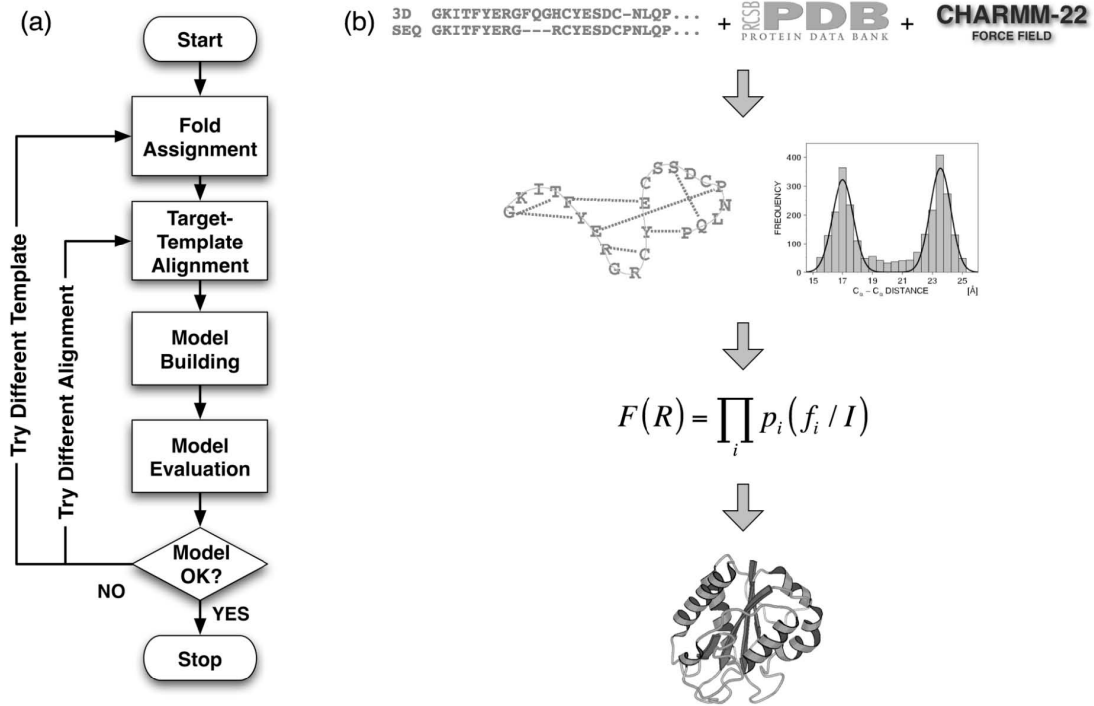 (a)
Start
Fold
Assignment
Target-
Template
Alignment
Model
Building
Model
Evaluation
Model
OK?
NO
YES
Stop
Try Different Template
Try Different Alignment
(b)
3D GKITFYERGFQGHCYESDC-NLQP...
SEQ GKITFYERG---RCYESDCPNLQP...
+
RCSB
PDB
PROTEIN DATA BANK
+
CHARMM-22
FORCE FIELD
GKITFYERGRCYECSSDCPNLQP
FREQUENCY
400
300
200
100
0
15 17 19 21 23 25
Cα – Cα DISTANCE [Å]
F(R) = ∏i pi(fi / I)